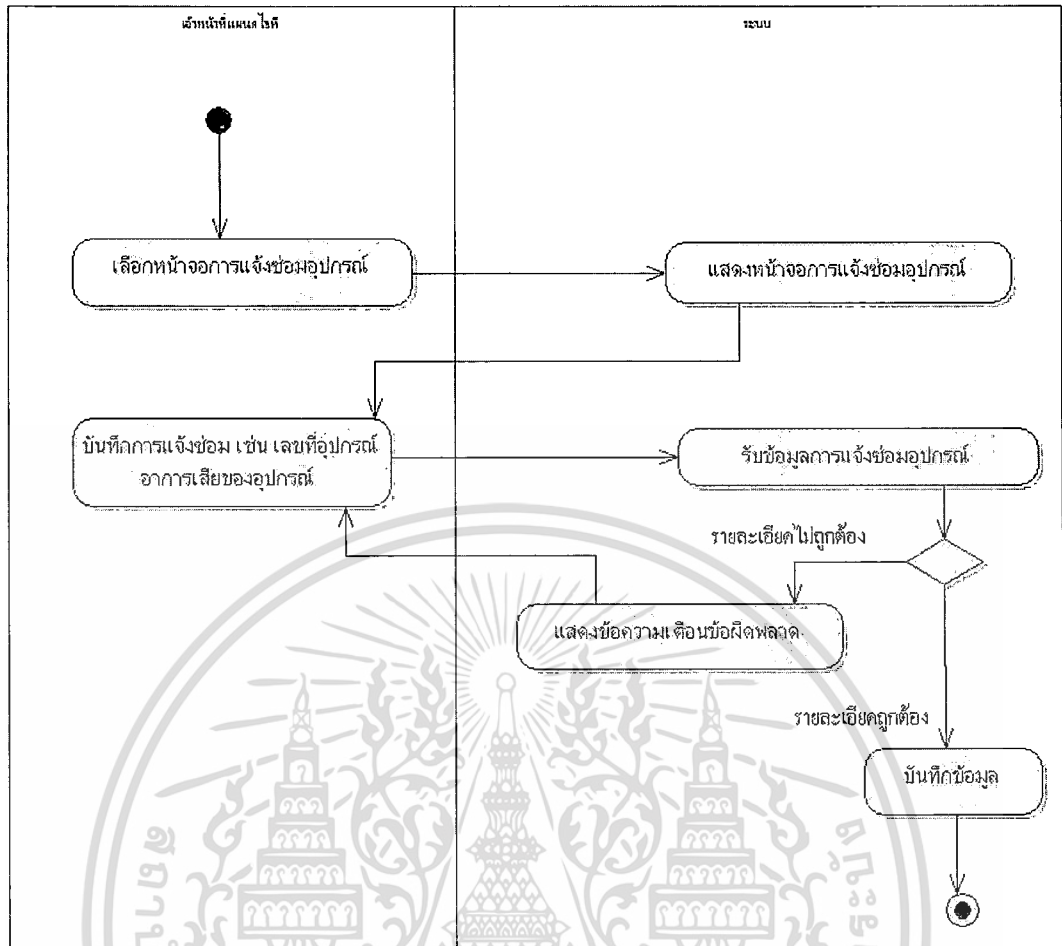 เจ้าหน้าที่แผนกไอที
ระบบ
เลือกหน้าจอการแจ้งซ่อมอุปกรณ์
แสดงหน้าจอการแจ้งซ่อมอุปกรณ์
บันทึกการแจ้งซ่อม เช่น เลขที่อุปกรณ์
อาการเสียของอุปกรณ์
รับข้อมูลการแจ้งซ่อมอุปกรณ์
รายละเอียดไม่ถูกต้อง
แสดงข้อความเตือนข้อผิดพลาด
รายละเอียดถูกต้อง
บันทึกข้อมูล